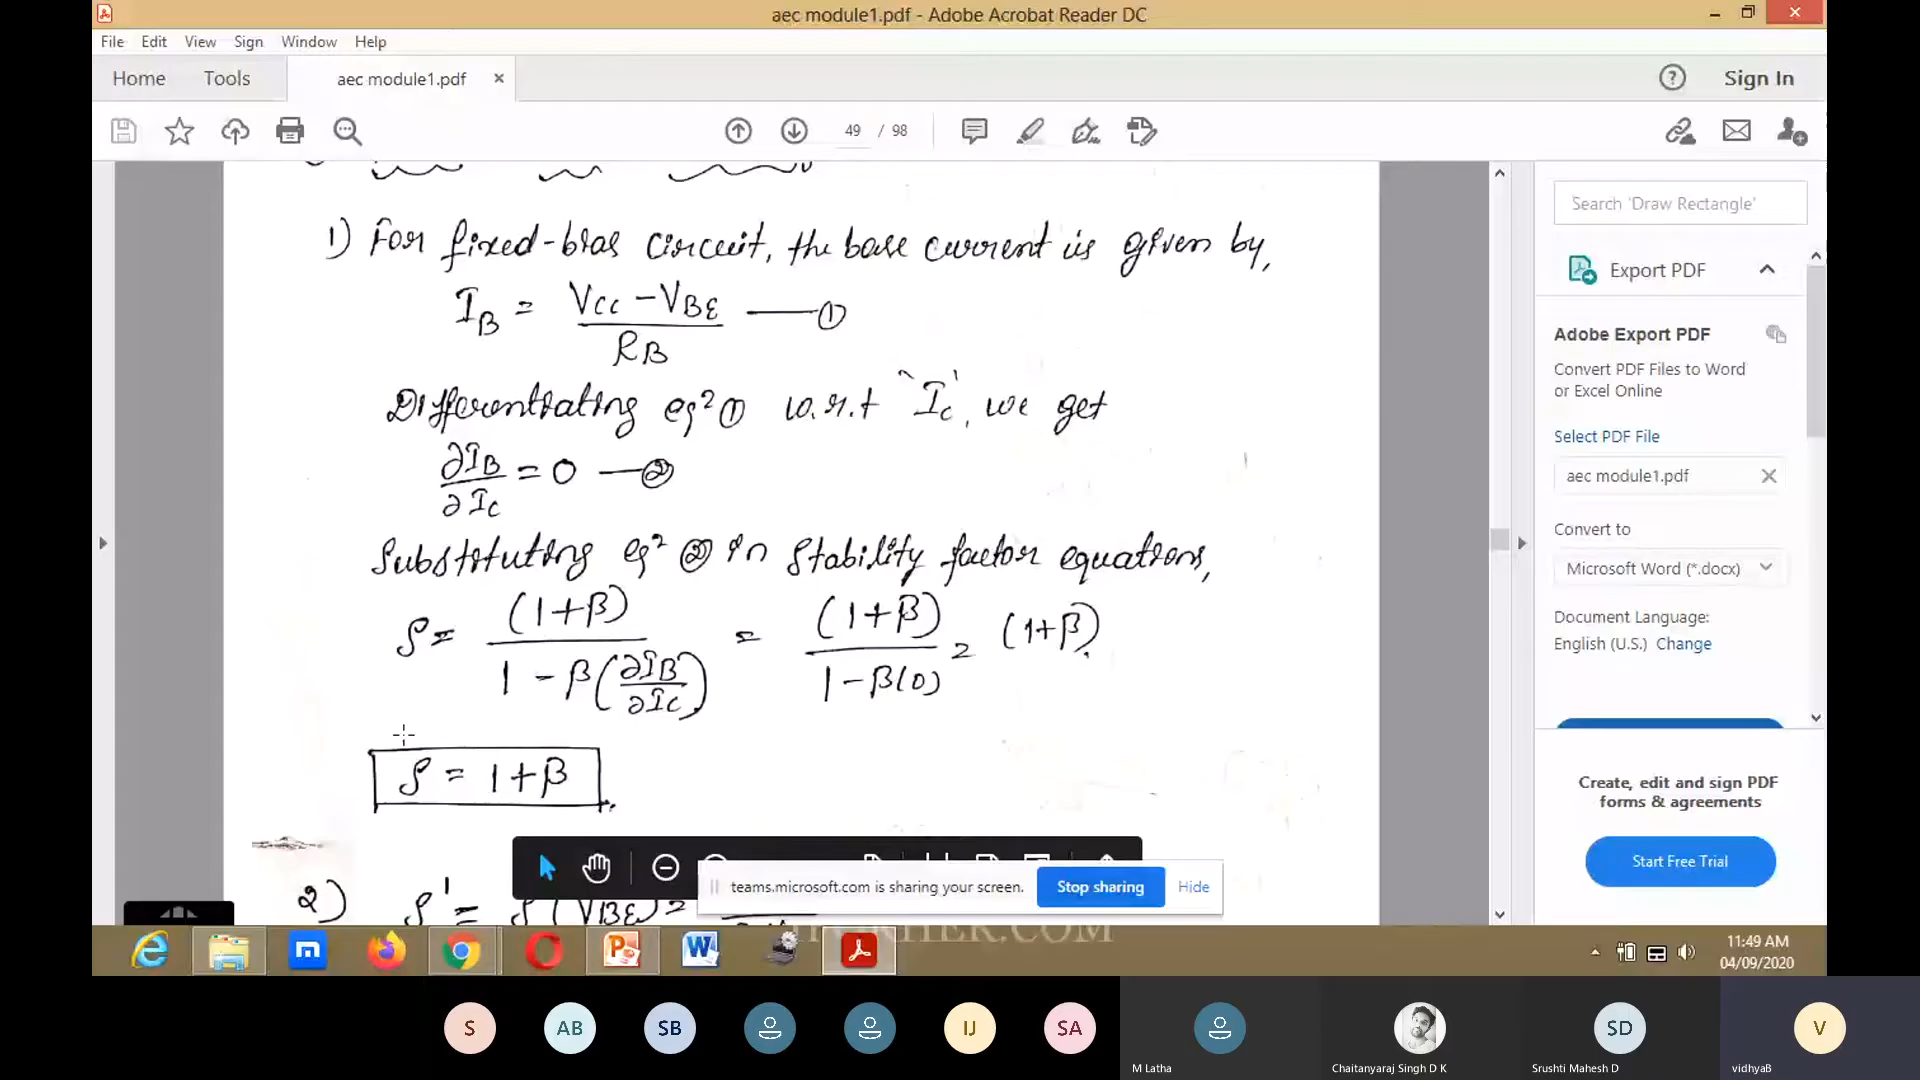 aec module1.pdf - Adobe Acrobat Reader DC
File Edit View Sign Window Help
Home Tools aec module1.pdf × Sign In
49 / 98
1) For fixed-bias circuit, the base current is given by,
I_B = (V_CC - V_BE) / R_B —— ①
Differentiating eqⁿ ① w.r.t 'I_C', we get
∂I_B / ∂I_C = 0 — ②
Substituting eqⁿ ② in Stability factor equations,
S = (1+β) / (1 - β(∂I_B/∂I_C)) = (1+β) / (1-β(0)) = (1+β).
S = 1+β
2) S' = S(V_BE) =
Search 'Draw Rectangle'
Export PDF
Adobe Export PDF
Convert PDF Files to Word
or Excel Online
Select PDF File
aec module1.pdf
Convert to
Microsoft Word (*.docx)
Document Language:
English (U.S.) Change
Create, edit and sign PDF
forms & agreements
Start Free Trial
teams.microsoft.com is sharing your screen. Stop sharing Hide
11:49 AM
04/09/2020
S AB SB IJ SA SD V
M Latha Chaitanyaraj Singh D K Srushti Mahesh D vidhyaB